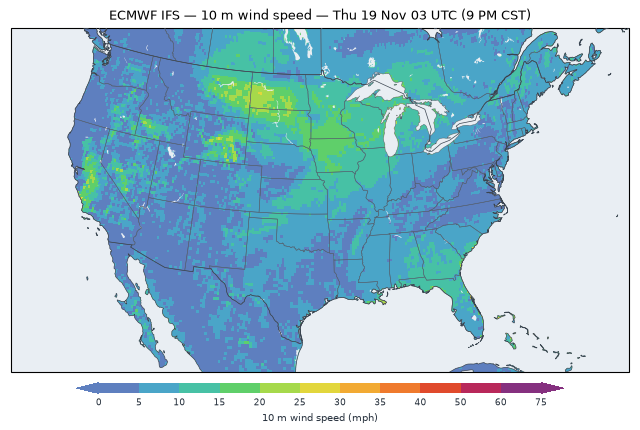 ECMWF IFS — 10 m wind speed — Thu 19 Nov 03 UTC (9 PM CST)
0 5 10 15 20 25 30 35 40 50 60 75
10 m wind speed (mph)